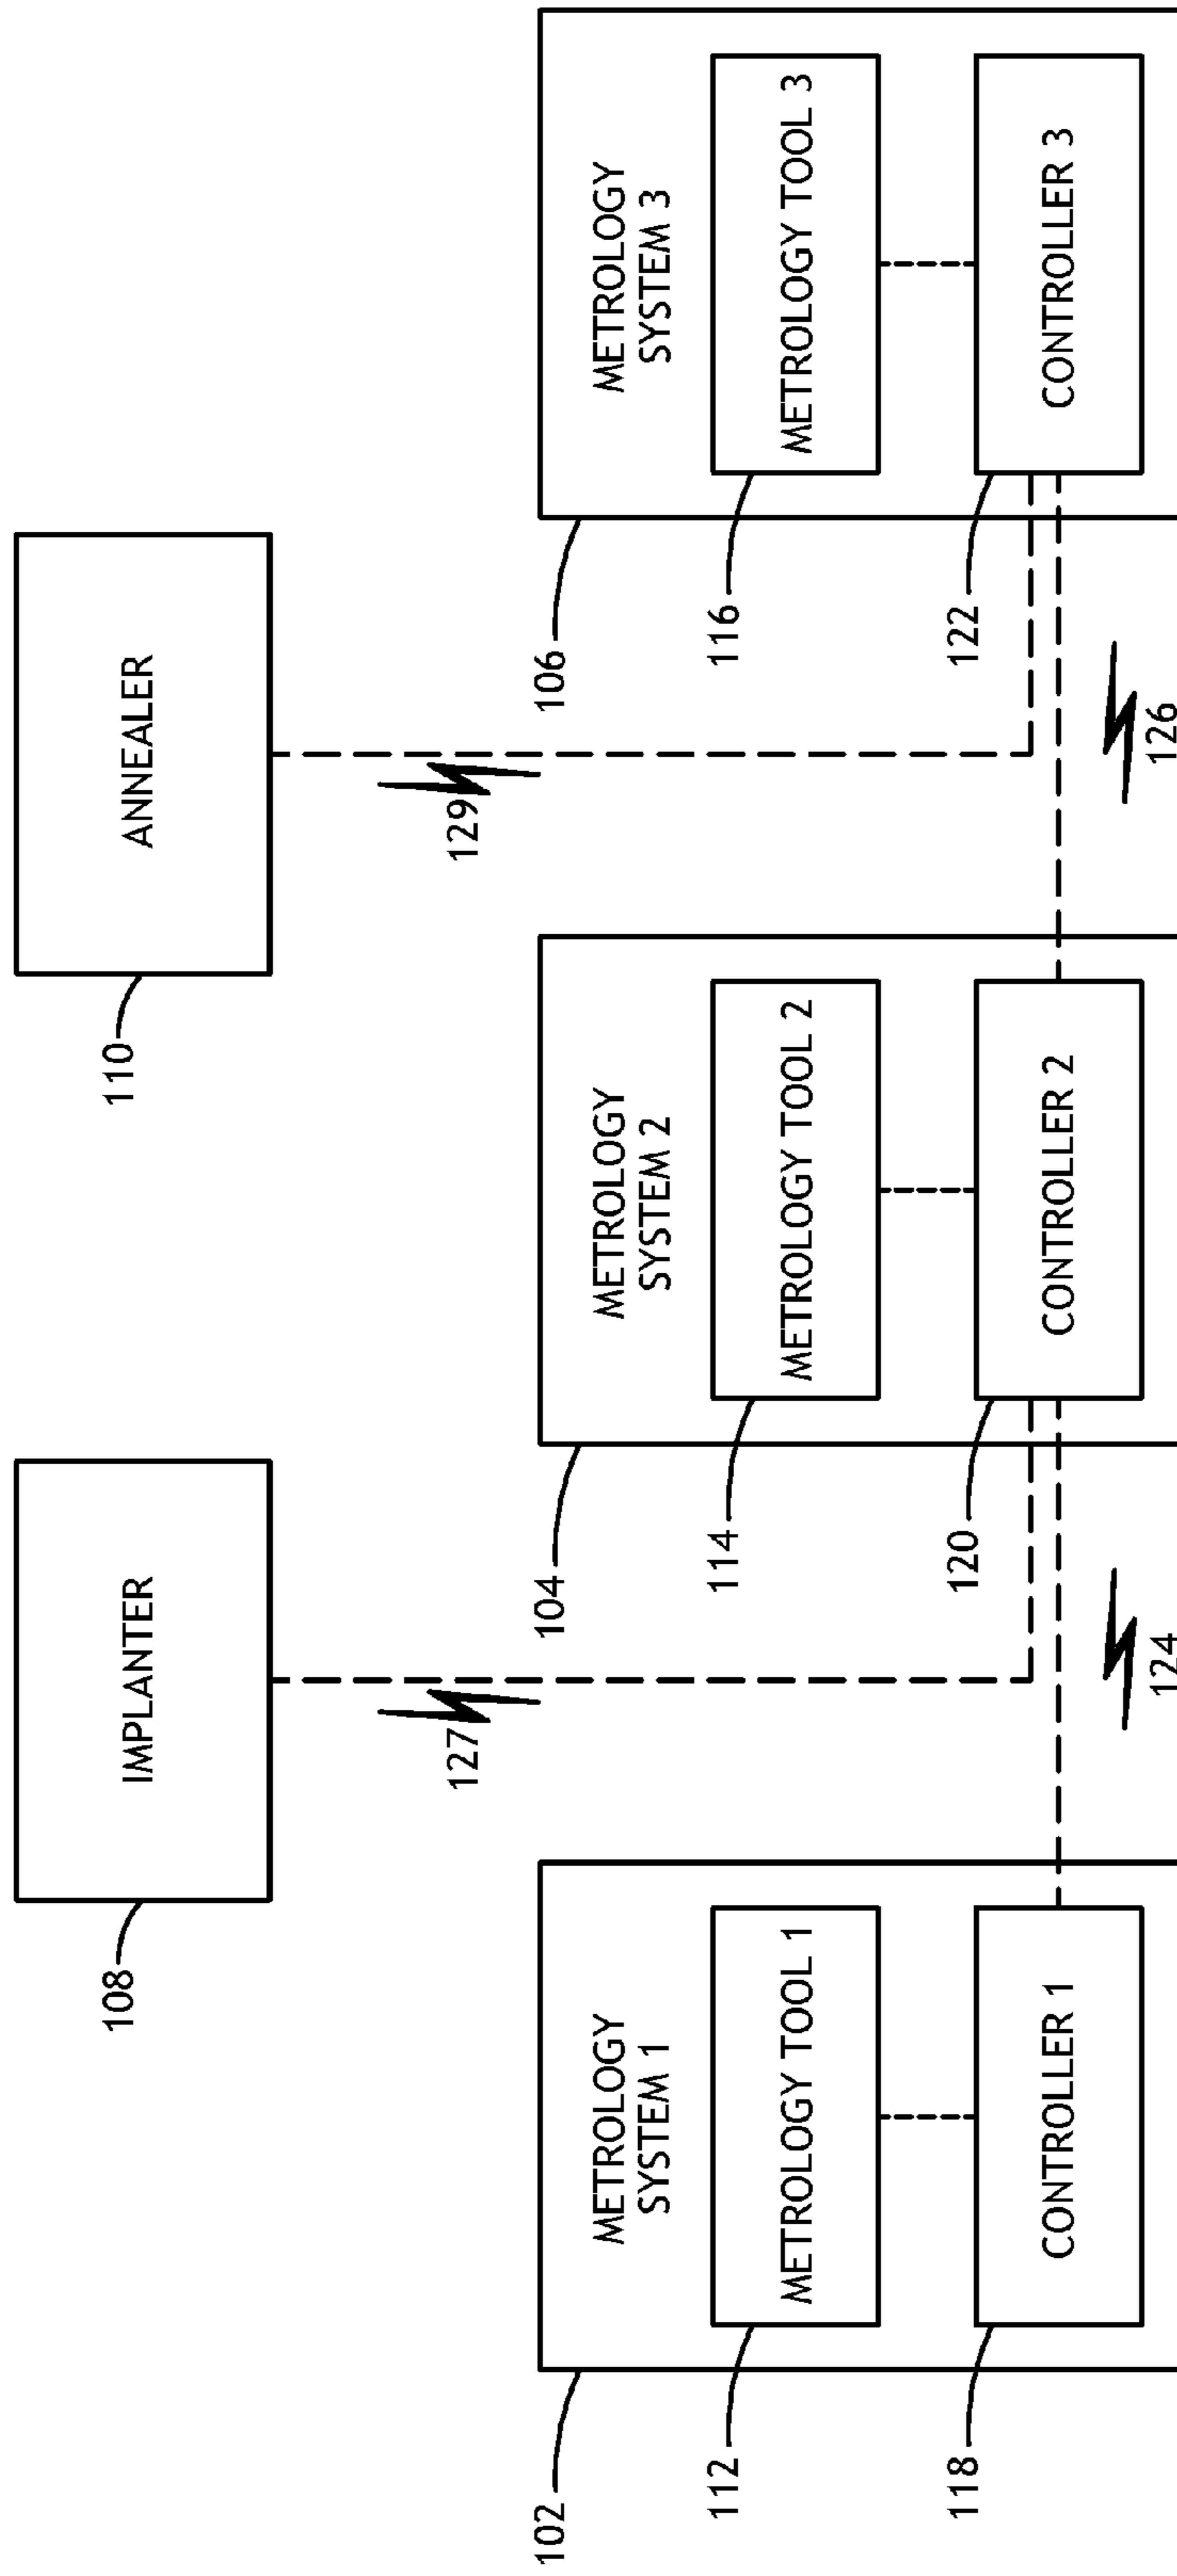 IMPLANTER
ANNEALER
108
110
127
129
102
METROLOGY
SYSTEM 1
112
METROLOGY TOOL 1
118
CONTROLLER 1
124
104
METROLOGY
SYSTEM 2
114
METROLOGY TOOL 2
120
CONTROLLER 2
126
106
METROLOGY
SYSTEM 3
116
METROLOGY TOOL 3
122
CONTROLLER 3